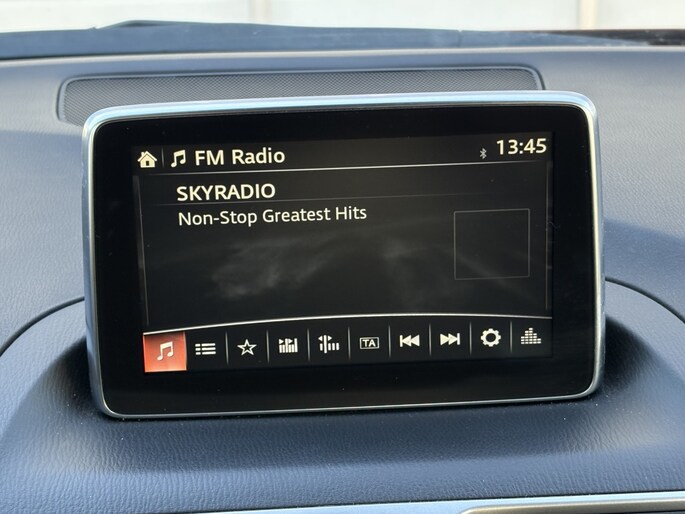 FM Radio 13:45
SKYRADIO
Non-Stop Greatest Hits
TA